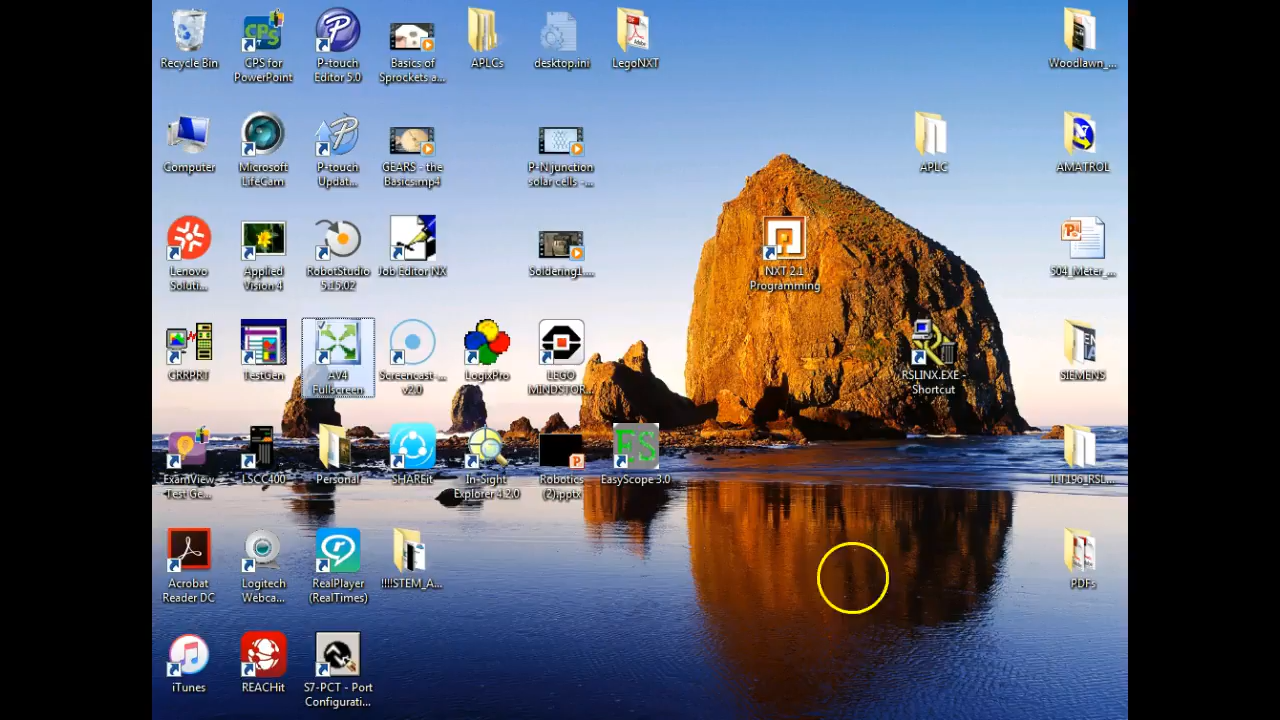 Recycle Bin
CPS for
PowerPoint
P-touch
Editor 5.0
Basics of
Sprockets a...
APLCs
desktop.ini
LegoNXT
Woodlawn_...
Computer
Microsoft
LifeCam
P-touch
Updat...
GEARS - the
Basics.mp4
P-N junction
solar cells -...
APLC
AMATROL
Lenovo
Soluti...
Applied
Vision 4
RobotStudio
5.15.02
Job Editor NX
Soldering1....
NXT 2.1
Programming
504_Meter_...
CRRPRT
TestGen
AV4
Fullscreen
Screencast-...
v2.0
LogixPro
LEGO
MINDSTOR...
RSLINX.EXE -
Shortcut
SIEMENS
ExamView
Test Ge...
LSCC400
Personal
SHAREit
In-Sight
Explorer 4.2.0
Robotics
(2).pptx
ES
EasyScope 3.0
ILT196_RSL...
Acrobat
Reader DC
Logitech
Webca...
RealPlayer
(RealTimes)
!!!!STEM_A...
PDFs
iTunes
REACHit
S7-PCT - Port
Configurati...